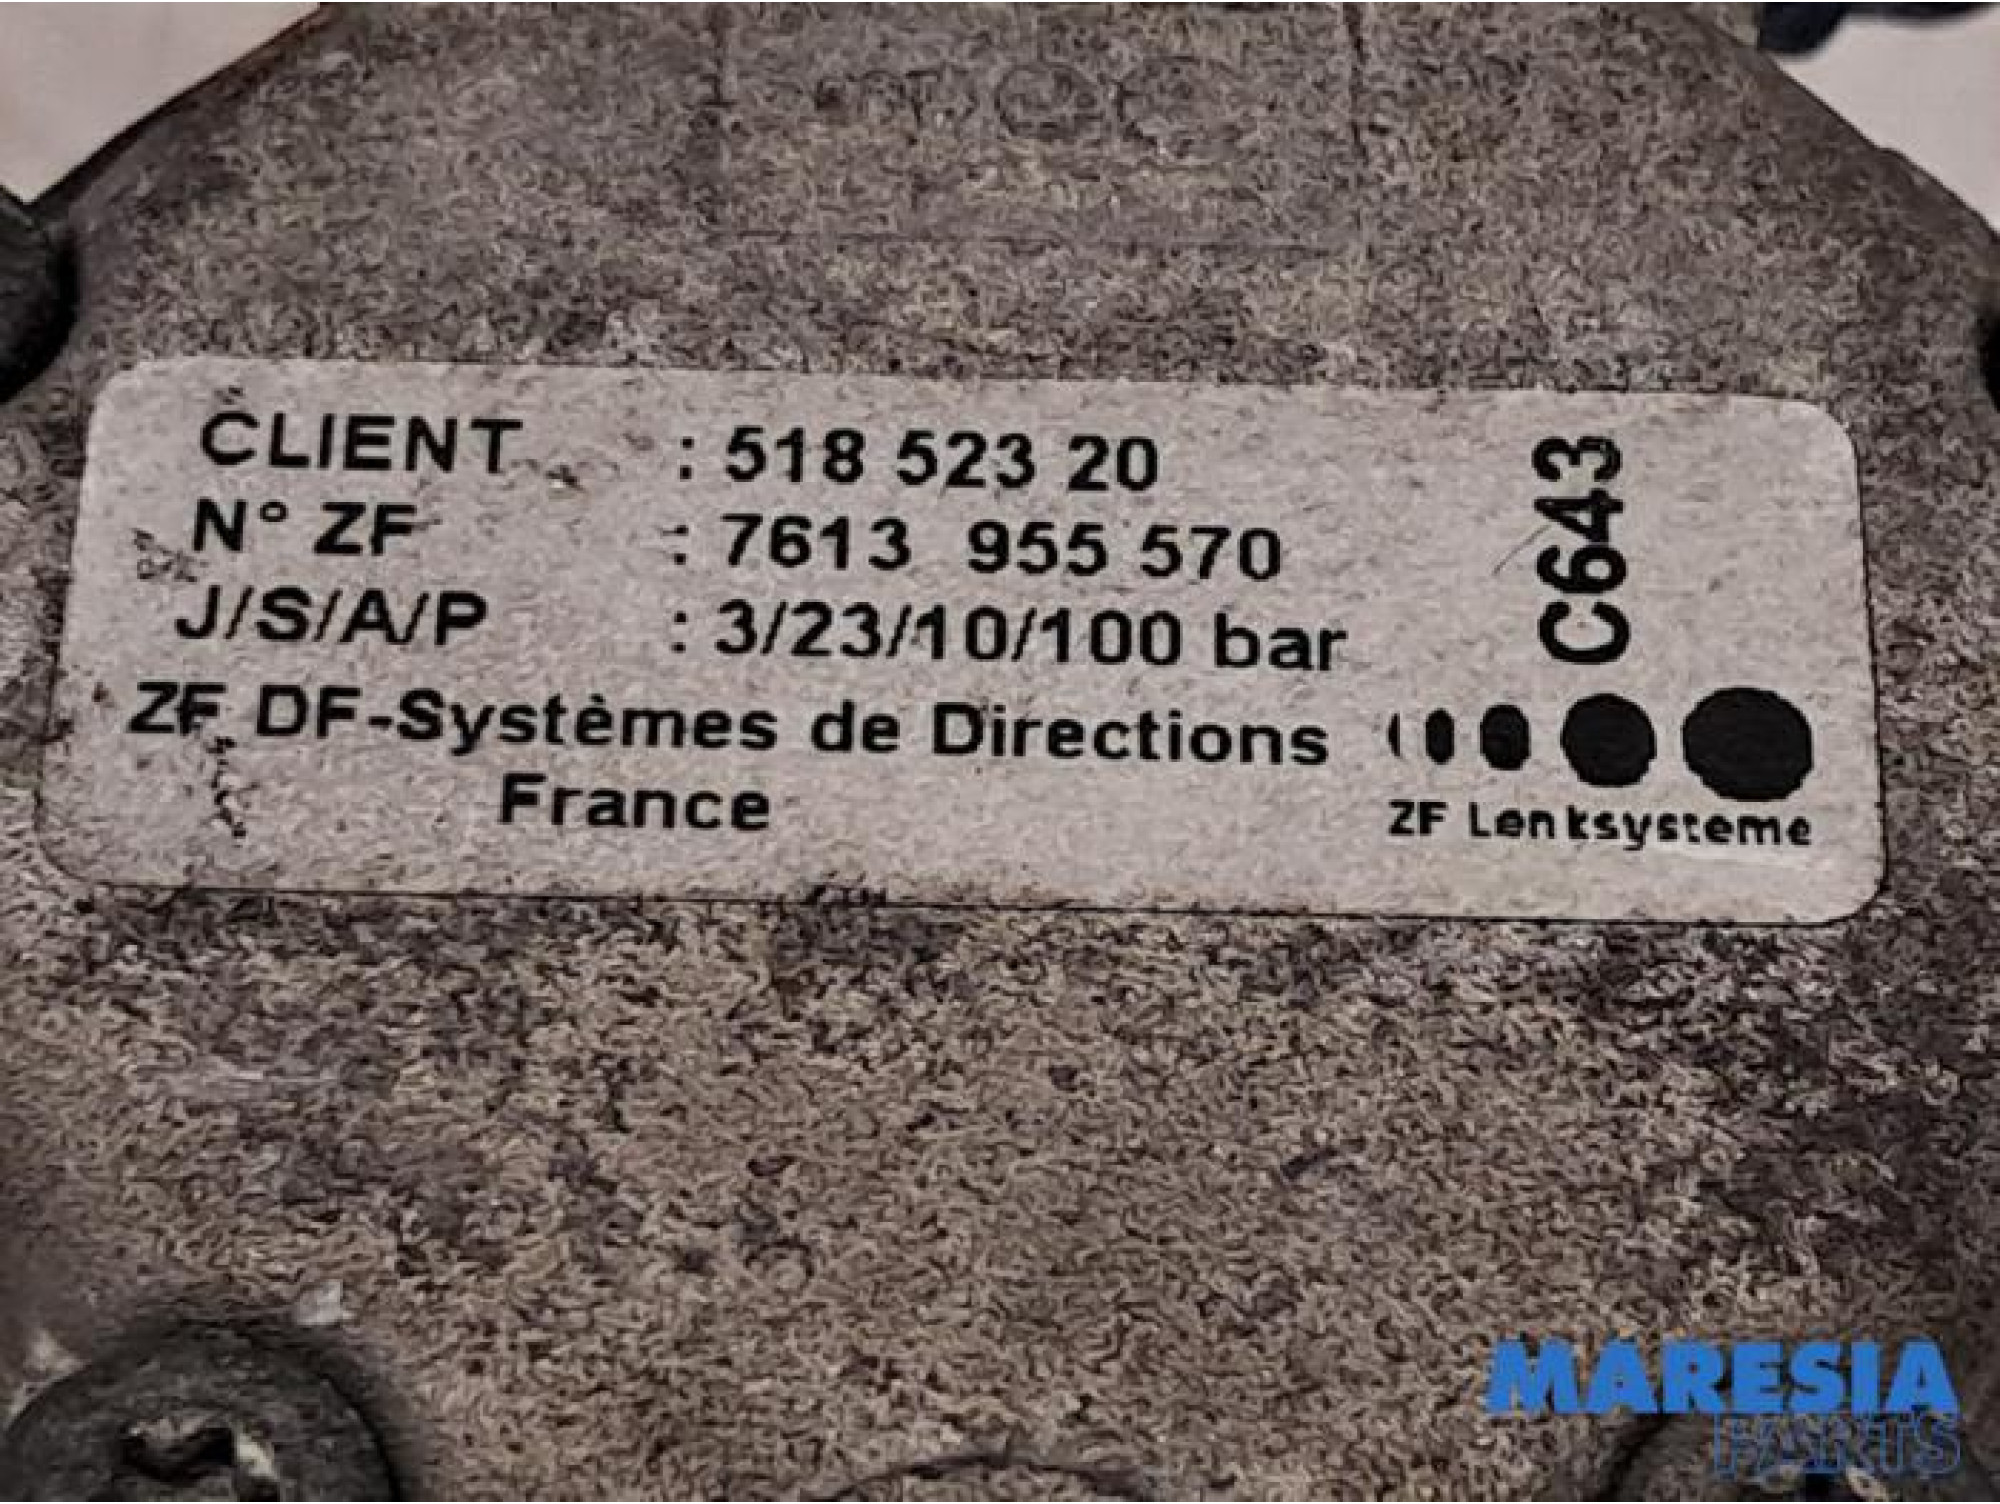 CLIENT : 518 523 20
N° ZF : 7613 955 570
J/S/A/P : 3/23/10/100 bar
ZF DF-Systèmes de Directions
France
C643
ZF Lenksysteme
MARESIA
PARTS